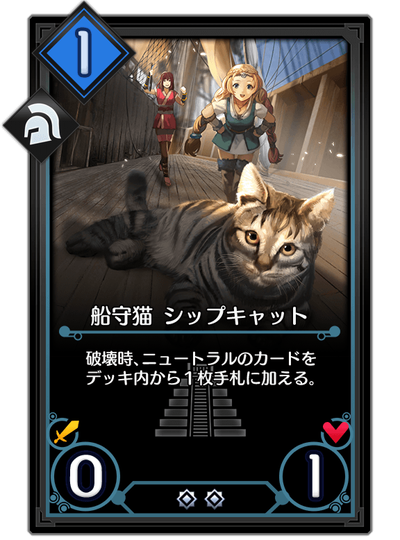 1
船守猫 シップキャット
破壊時、ニュートラルのカードを
デッキ内から１枚手札に加える。
0
1